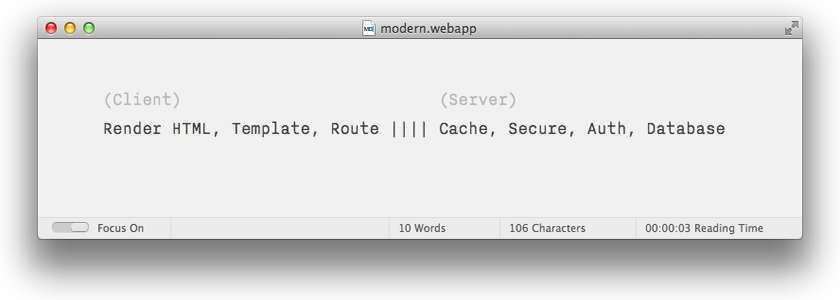 modern.webapp
(Client) (Server)
Render HTML, Template, Route |||| Cache, Secure, Auth, Database
Focus On 10 Words 106 Characters 00:00:03 Reading Time